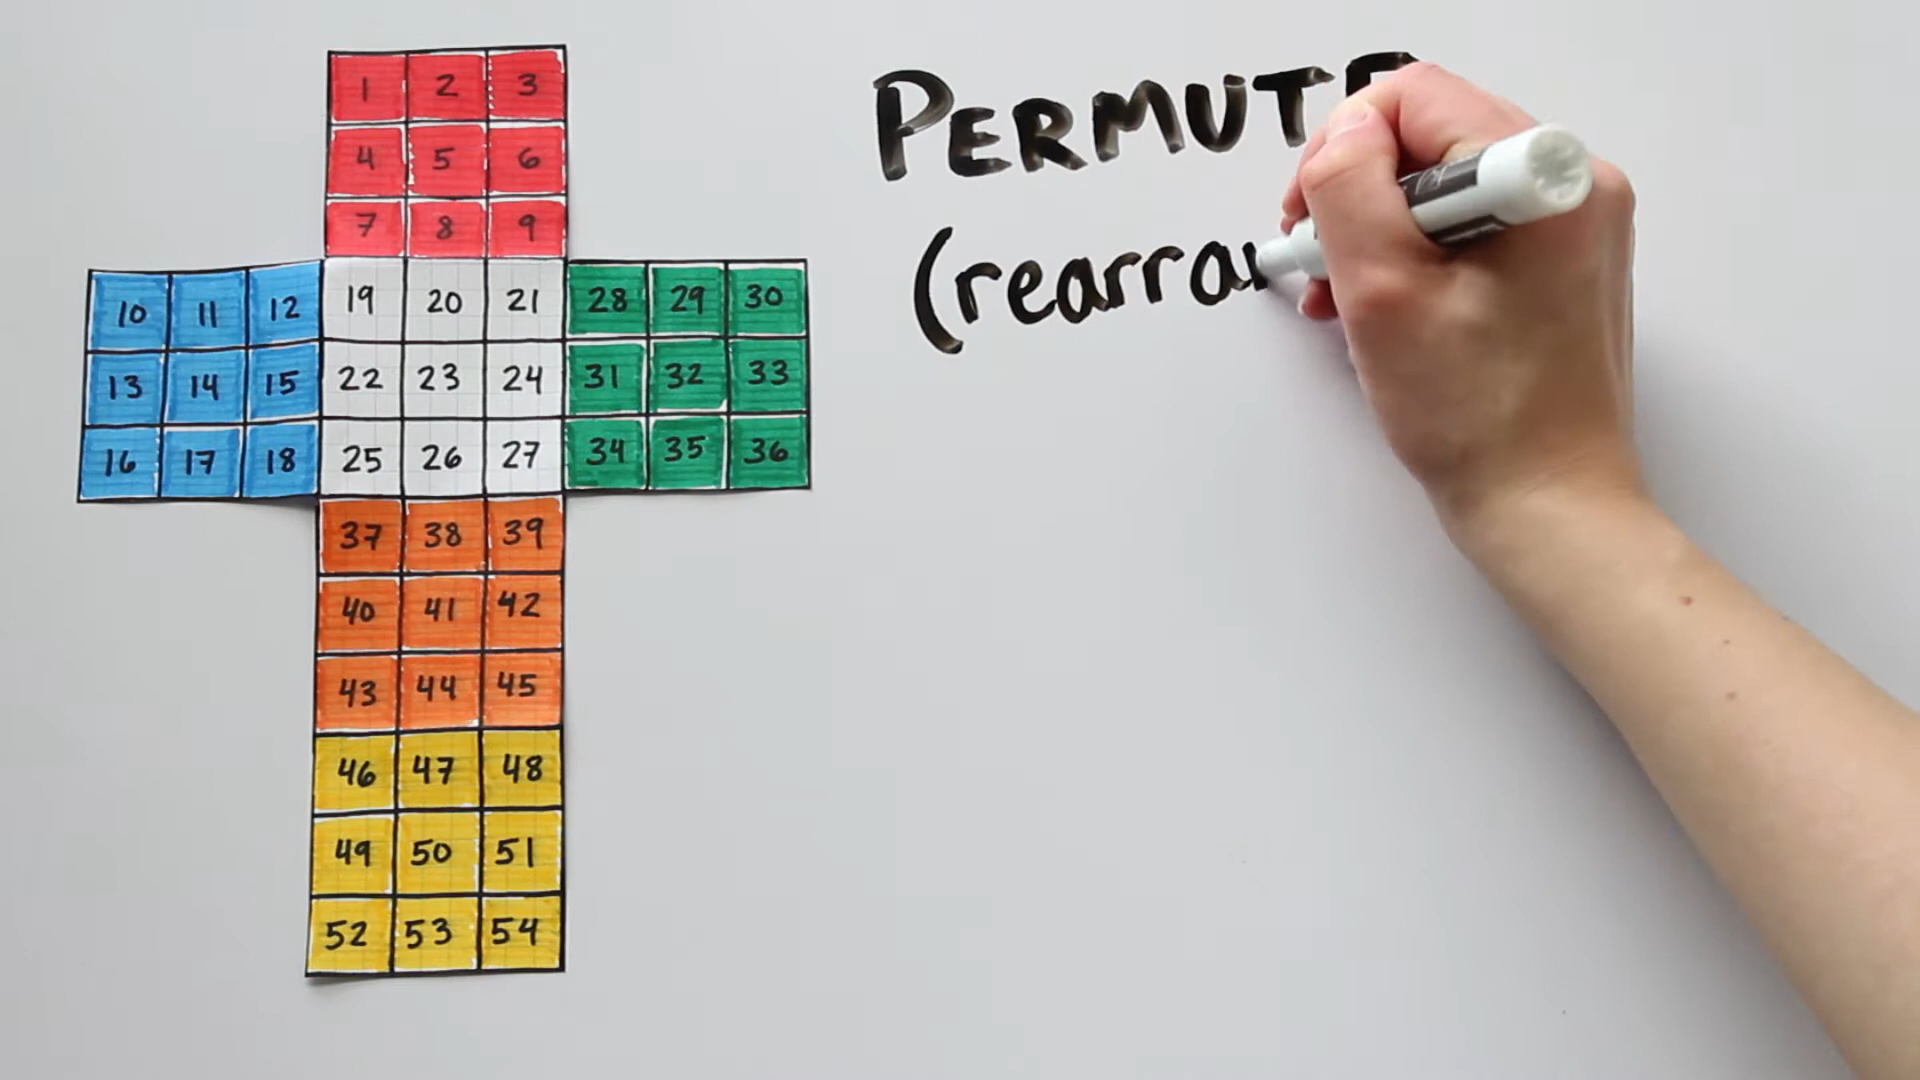 1 2 3
4 5 6
7 8 9
10 11 12 19 20 21 28 29 30
13 14 15 22 23 24 31 32 33
16 17 18 25 26 27 34 35 36
37 38 39
40 41 42
43 44 45
46 47 48
49 50 51
52 53 54
PERMUTE
(rearran